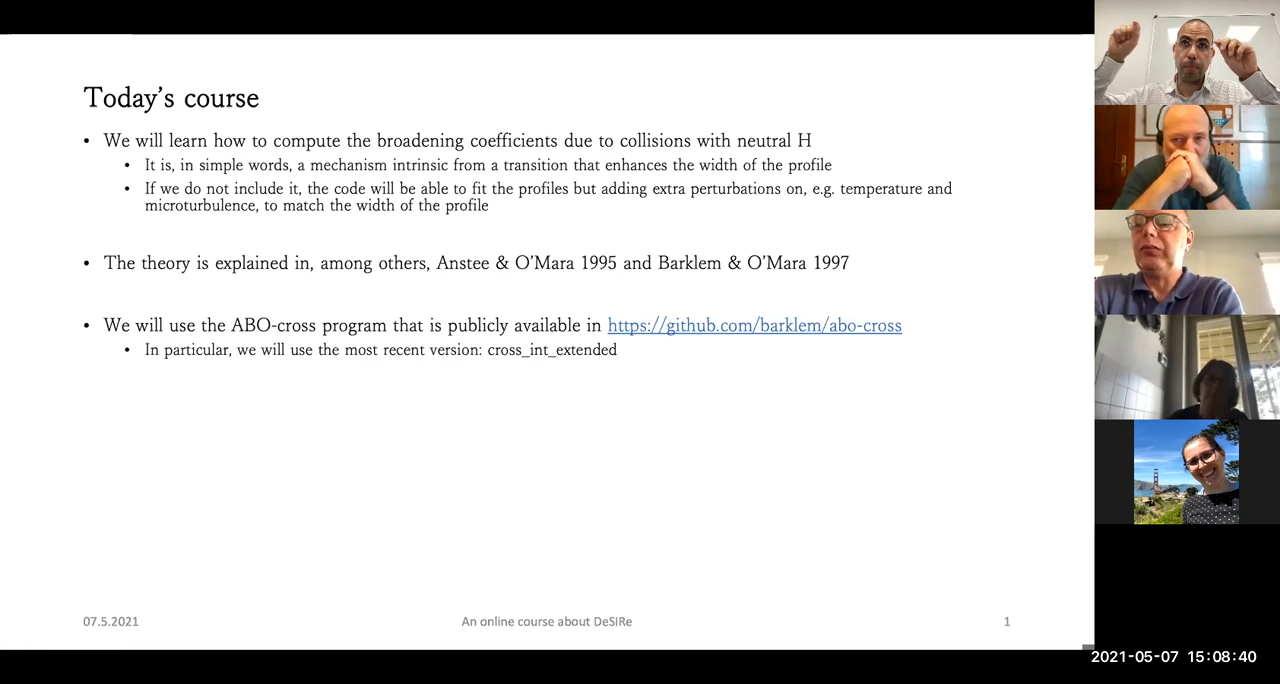 Today's course
• We will learn how to compute the broadening coefficients due to collisions with neutral H
• It is, in simple words, a mechanism intrinsic from a transition that enhances the width of the profile
• If we do not include it, the code will be able to fit the profiles but adding extra perturbations on, e.g. temperature and
microturbulence, to match the width of the profile
• The theory is explained in, among others, Anstee & O'Mara 1995 and Barklem & O'Mara 1997
• We will use the ABO-cross program that is publicly available in https://github.com/barklem/abo-cross
• In particular, we will use the most recent version: cross_int_extended
07.5.2021
An online course about DeSIRe
1
2021-05-07 15:08:40